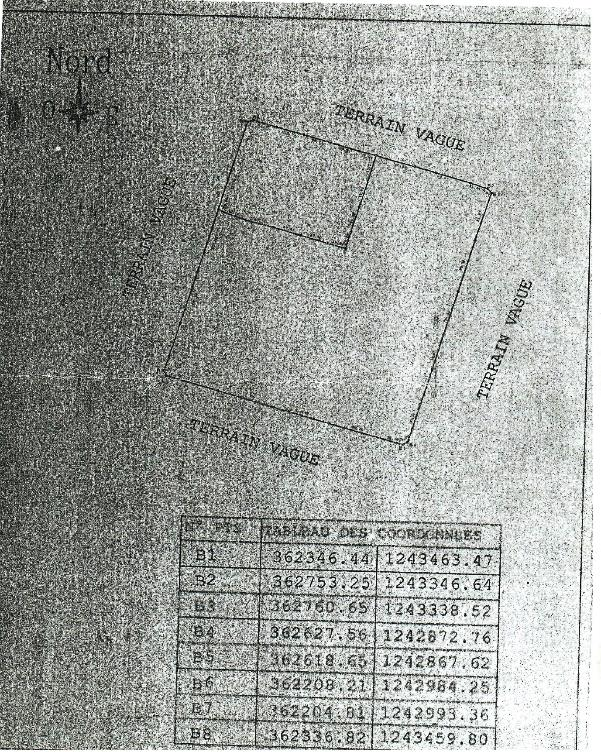 Nord
O E
TERRAIN VAGUE
TERRAIN VAGUE
TERRAIN VAGUE
TERRAIN VAGUE
N° PTS TABLEAU DES COORDONNEES
B1 362346.44 1243463.47
B2 362753.25 1243346.64
B3 362760.65 1243338.52
B4 362627.56 1242872.76
B5 362618.65 1242867.62
B6 362208.21 1242984.25
B7 362204.81 1242993.36
B8 362336.82 1243459.80